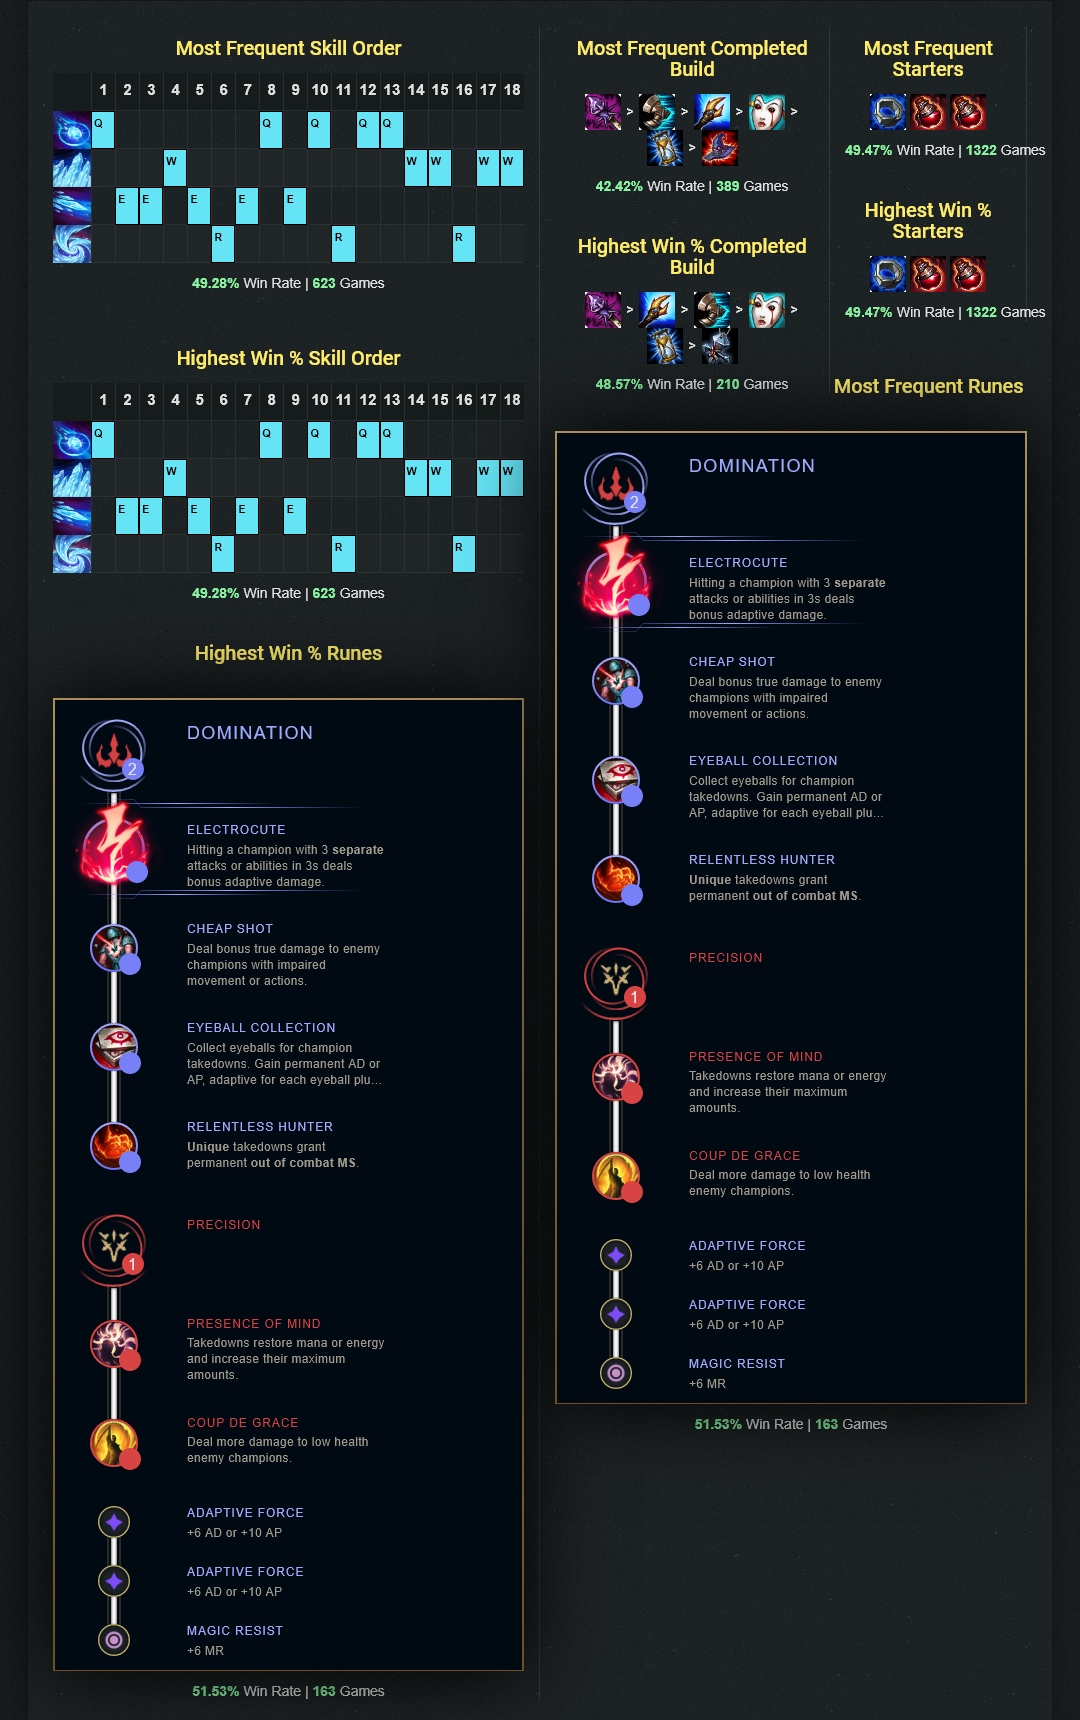 Most Frequent Skill Order
1 2 3 4 5 6 7 8 9 10 11 12 13 14 15 16 17 18
Q Q Q Q Q
W W W W W
E E E E E
R R R
49.28% Win Rate | 623 Games
Highest Win % Skill Order
1 2 3 4 5 6 7 8 9 10 11 12 13 14 15 16 17 18
Q Q Q Q Q
W W W W W
E E E E E
R R R
49.28% Win Rate | 623 Games
Highest Win % Runes
2
DOMINATION
ELECTROCUTE
Hitting a champion with 3 separate
attacks or abilities in 3s deals
bonus adaptive damage.
CHEAP SHOT
Deal bonus true damage to enemy
champions with impaired
movement or actions.
EYEBALL COLLECTION
Collect eyeballs for champion
takedowns. Gain permanent AD or
AP, adaptive for each eyeball plu...
RELENTLESS HUNTER
Unique takedowns grant
permanent out of combat MS.
PRECISION
1
PRESENCE OF MIND
Takedowns restore mana or energy
and increase their maximum
amounts.
COUP DE GRACE
Deal more damage to low health
enemy champions.
ADAPTIVE FORCE
+6 AD or +10 AP
ADAPTIVE FORCE
+6 AD or +10 AP
MAGIC RESIST
+6 MR
51.53% Win Rate | 163 Games
Most Frequent Completed
Build
> > > >
>
42.42% Win Rate | 389 Games
Highest Win % Completed
Build
> > > >
>
48.57% Win Rate | 210 Games
Most Frequent
Starters
49.47% Win Rate | 1322 Games
Highest Win %
Starters
49.47% Win Rate | 1322 Games
Most Frequent Runes
DOMINATION
2
ELECTROCUTE
Hitting a champion with 3 separate
attacks or abilities in 3s deals
bonus adaptive damage.
CHEAP SHOT
Deal bonus true damage to enemy
champions with impaired
movement or actions.
EYEBALL COLLECTION
Collect eyeballs for champion
takedowns. Gain permanent AD or
AP, adaptive for each eyeball plu...
RELENTLESS HUNTER
Unique takedowns grant
permanent out of combat MS.
PRECISION
1
PRESENCE OF MIND
Takedowns restore mana or energy
and increase their maximum
amounts.
COUP DE GRACE
Deal more damage to low health
enemy champions.
ADAPTIVE FORCE
+6 AD or +10 AP
ADAPTIVE FORCE
+6 AD or +10 AP
MAGIC RESIST
+6 MR
51.53% Win Rate | 163 Games